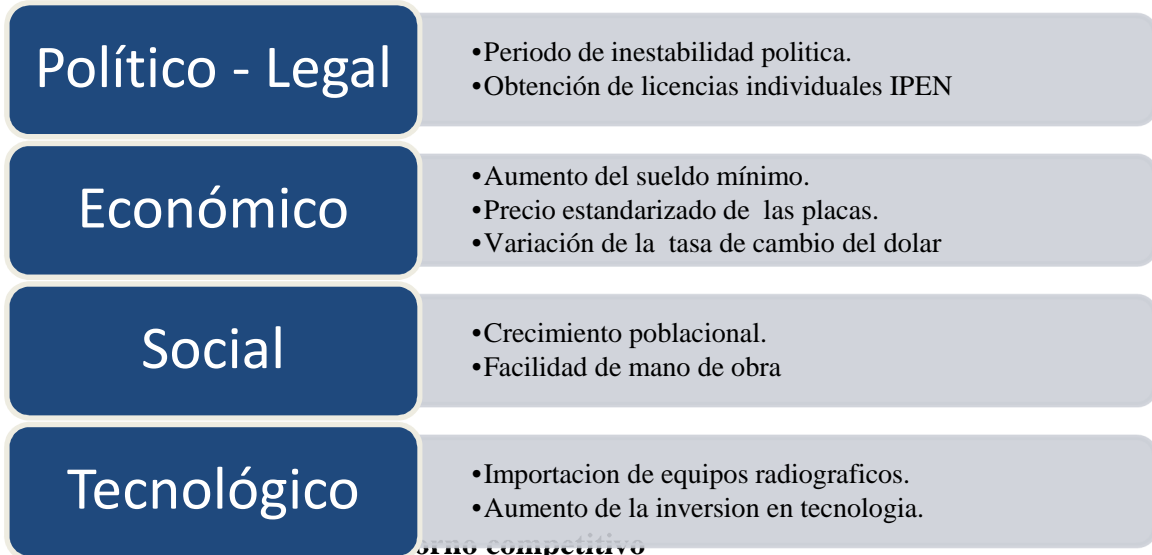 Político - Legal
•Periodo de inestabilidad politica.
•Obtención de licencias individuales IPEN
Económico
•Aumento del sueldo mínimo.
•Precio estandarizado de las placas.
•Variación de la tasa de cambio del dolar
Social
•Crecimiento poblacional.
•Facilidad de mano de obra
Tecnológico
•Importacion de equipos radiograficos.
•Aumento de la inversion en tecnologia.
competitivo